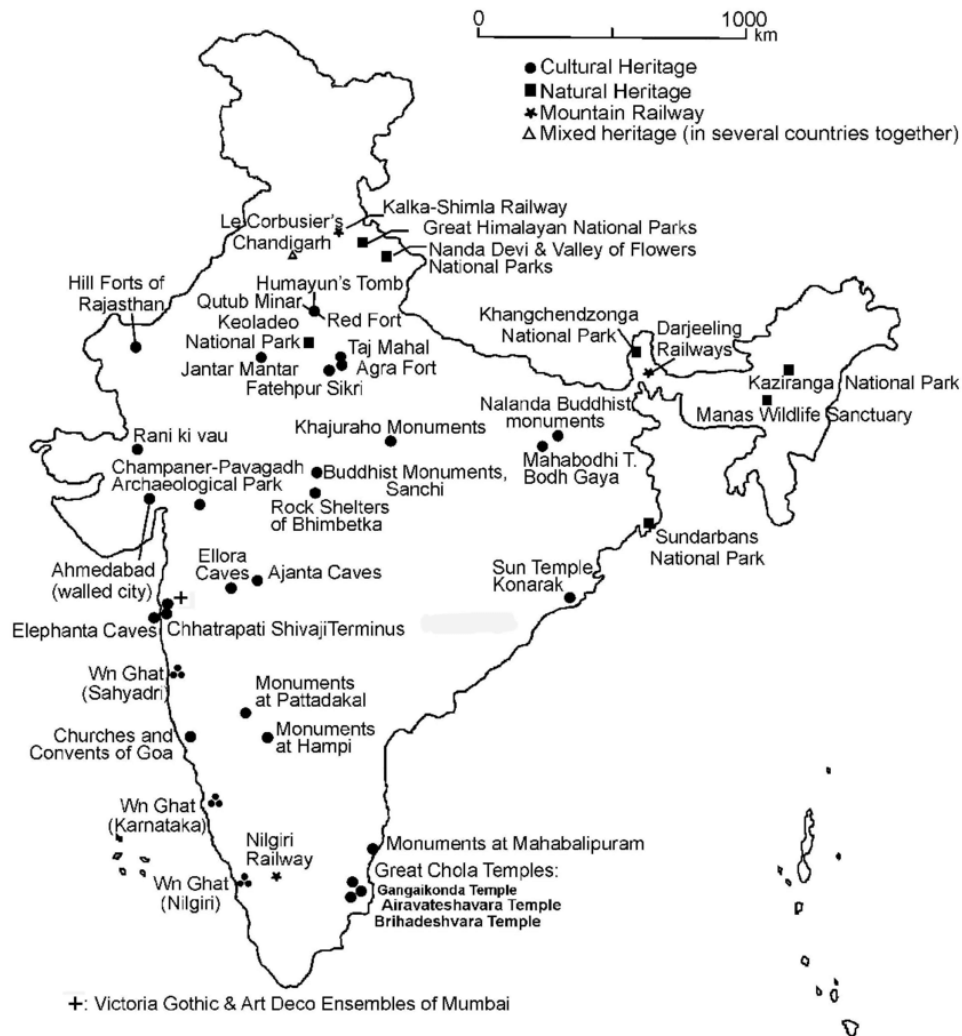 0 1000
km
Cultural Heritage
Natural Heritage
Mountain Railway
Mixed heritage (in several countries together)
Kalka-Shimla Railway
Le Corbusier's
Chandigarh
Great Himalayan National Parks
Nanda Devi & Valley of Flowers
National Parks
Hill Forts of
Rajasthan
Humayun's Tomb
Qutub Minar
Red Fort
Keoladeo
National Park
Taj Mahal
Jantar Mantar
Agra Fort
Fatehpur Sikri
Khangchendzonga
National Park
Darjeeling
Railways
Kaziranga National Park
Manas Wildlife Sanctuary
Nalanda Buddhist
monuments
Khajuraho Monuments
Mahabodhi T.
Bodh Gaya
Rani ki vau
Champaner-Pavagadh
Archaeological Park
Buddhist Monuments,
Sanchi
Rock Shelters
of Bhimbetka
Sundarbans
National Park
Ahmedabad
(walled city)
Ellora
Caves
Ajanta Caves
Sun Temple
Konarak
Elephanta Caves
Chhatrapati ShivajiTerminus
Wn Ghat
(Sahyadri)
Monuments
at Pattadakal
Monuments
at Hampi
Churches and
Convents of Goa
Wn Ghat
(Karnataka)
Nilgiri
Railway
Wn Ghat
(Nilgiri)
Monuments at Mahabalipuram
Great Chola Temples:
Gangaikonda Temple
Airavateshavara Temple
Brihadeshvara Temple
+: Victoria Gothic & Art Deco Ensembles of Mumbai